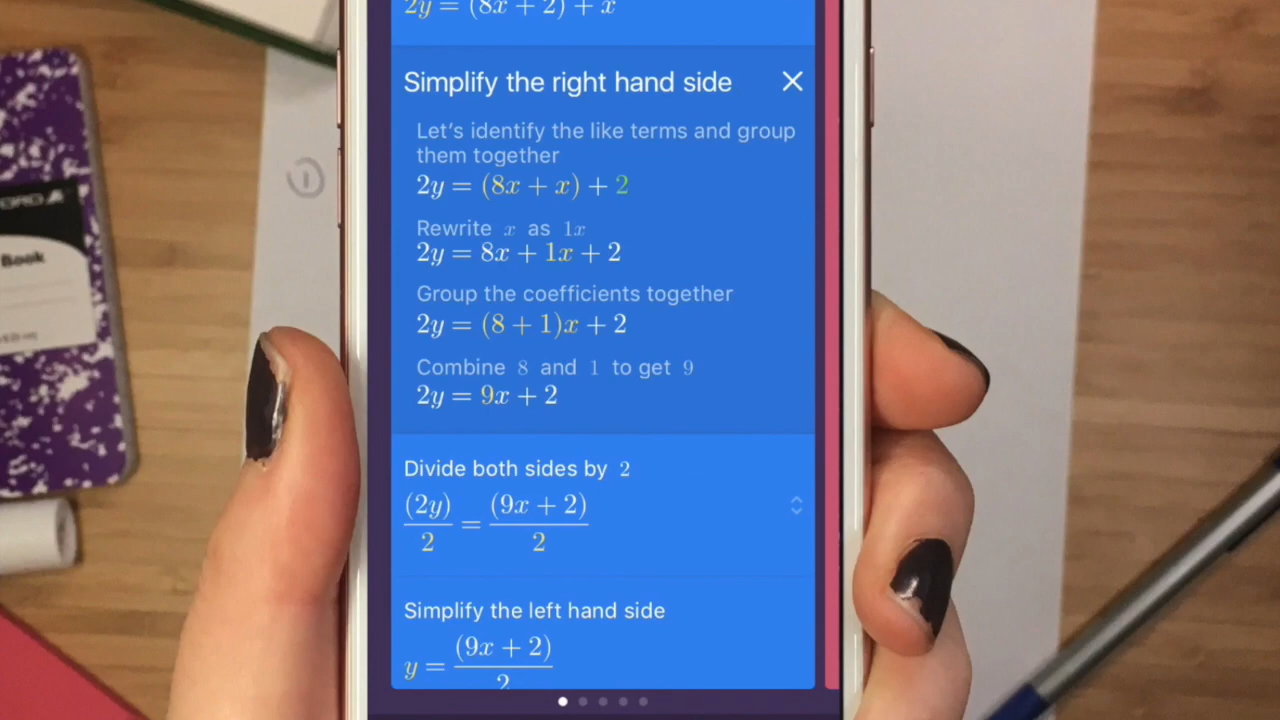 2y = (8x + 2) + x
Simplify the right hand side
Let's identify the like terms and group
them together
2y = (8x + x) + 2
Rewrite x as 1x
2y = 8x + 1x + 2
Group the coefficients together
2y = (8 + 1)x + 2
Combine 8 and 1 to get 9
2y = 9x + 2
Divide both sides by 2
(2y)/2 = (9x + 2)/2
Simplify the left hand side
y = (9x + 2)/2
1
Book